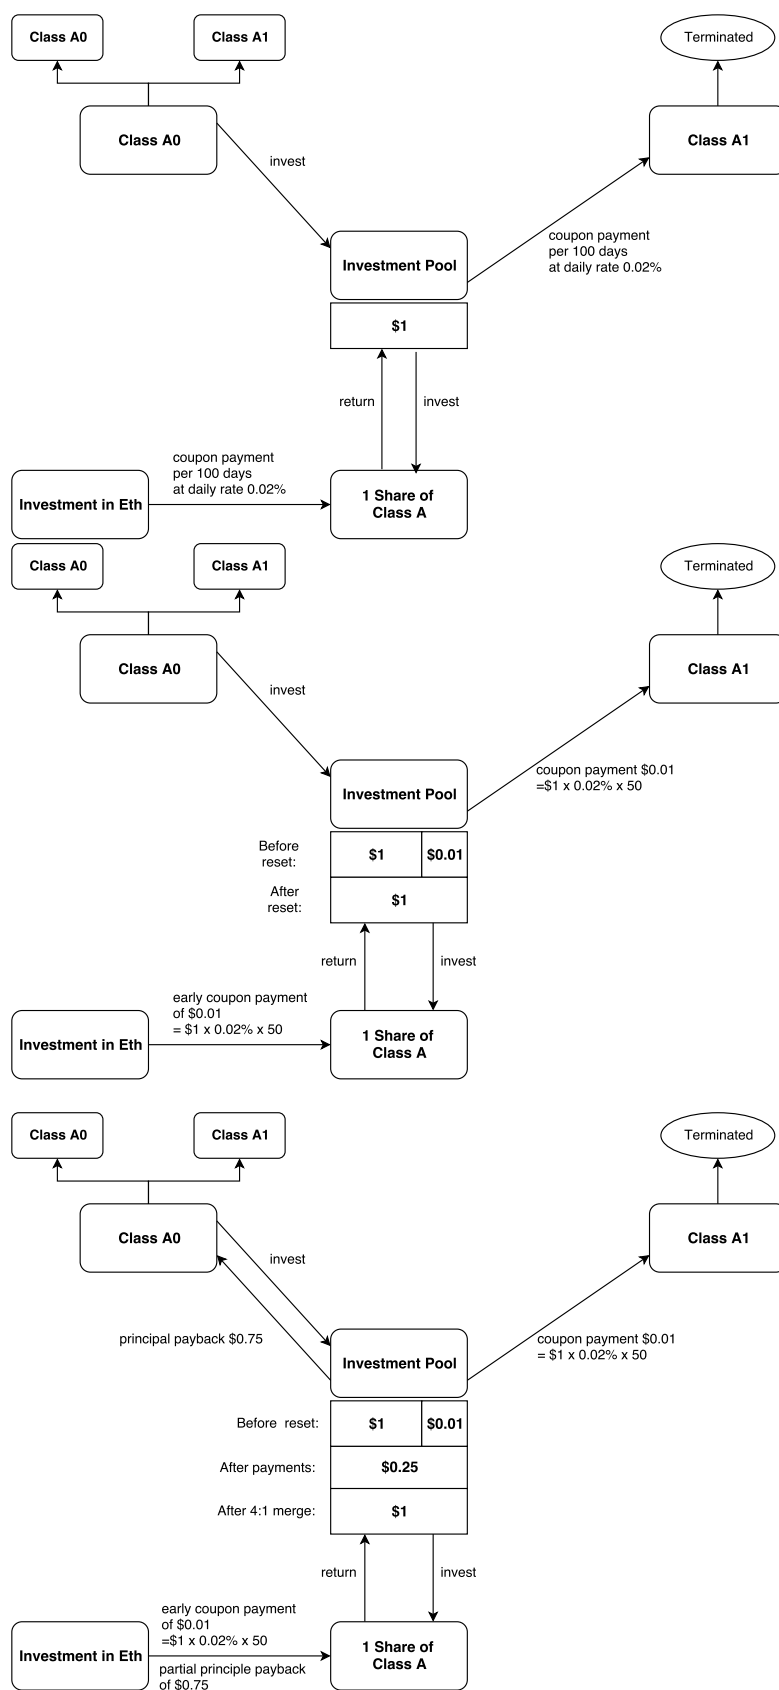 Class A0
Class A1
Terminated
Class A0
Class A1
invest
Investment Pool
coupon payment
per 100 days
at daily rate 0.02%
$1
return
invest
coupon payment
per 100 days
at daily rate 0.02%
Investment in Eth
1 Share of
Class A
Class A0
Class A1
Terminated
Class A0
Class A1
invest
Investment Pool
coupon payment $0.01
=$1 x 0.02% x 50
Before
reset:
$1
$0.01
After
reset:
$1
return
invest
early coupon payment
of $0.01
= $1 x 0.02% x 50
Investment in Eth
1 Share of
Class A
Class A0
Class A1
Terminated
Class A0
Class A1
invest
principal payback $0.75
Investment Pool
coupon payment $0.01
= $1 x 0.02% x 50
Before reset:
$1
$0.01
After payments:
$0.25
After 4:1 merge:
$1
return
invest
early coupon payment
of $0.01
=$1 x 0.02% x 50
Investment in Eth
1 Share of
Class A
partial principle payback
of $0.75